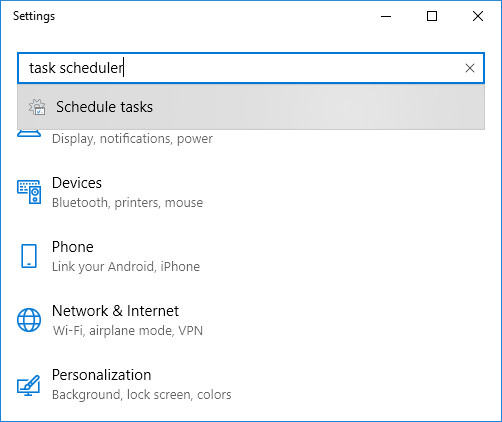 Settings
task scheduler
Schedule tasks
Display, notifications, power
Devices
Bluetooth, printers, mouse
Phone
Link your Android, iPhone
Network & Internet
Wi-Fi, airplane mode, VPN
Personalization
Background, lock screen, colors